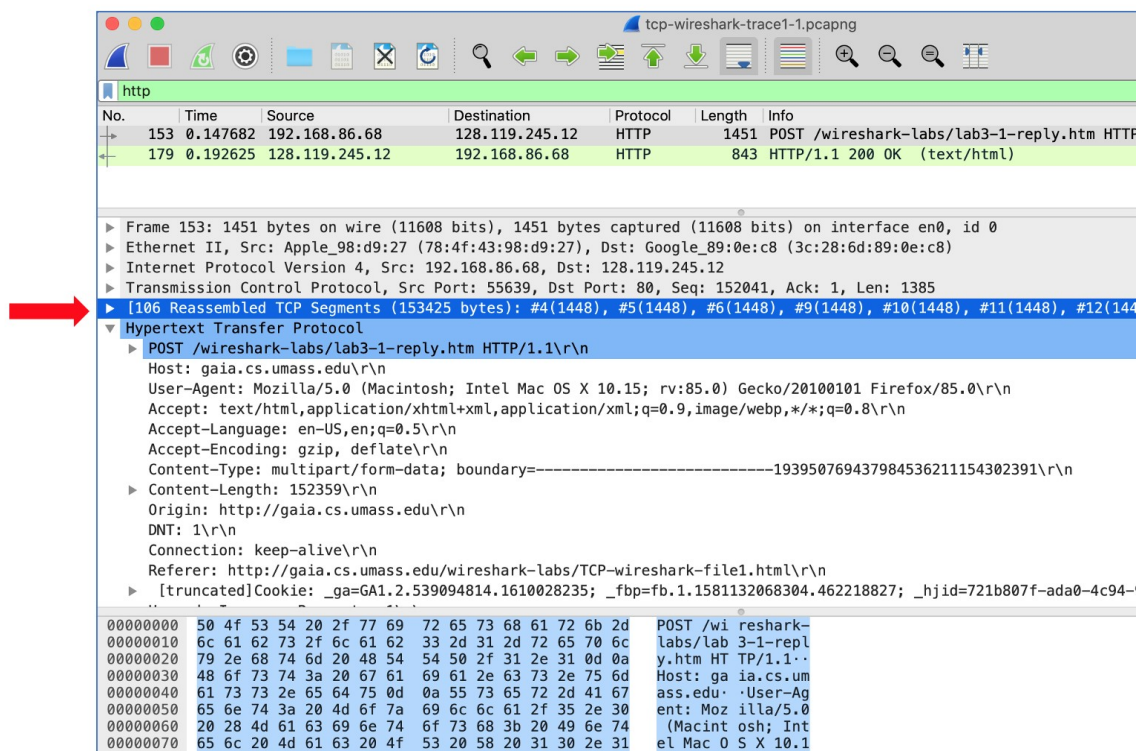 tcp-wireshark-trace1-1.pcapng
http
No. Time Source Destination Protocol Length Info
153 0.147682 192.168.86.68 128.119.245.12 HTTP 1451 POST /wireshark-labs/lab3-1-reply.htm HTTP
179 0.192625 128.119.245.12 192.168.86.68 HTTP 843 HTTP/1.1 200 OK (text/html)
Frame 153: 1451 bytes on wire (11608 bits), 1451 bytes captured (11608 bits) on interface en0, id 0
Ethernet II, Src: Apple_98:d9:27 (78:4f:43:98:d9:27), Dst: Google_89:0e:c8 (3c:28:6d:89:0e:c8)
Internet Protocol Version 4, Src: 192.168.86.68, Dst: 128.119.245.12
Transmission Control Protocol, Src Port: 55639, Dst Port: 80, Seq: 152041, Ack: 1, Len: 1385
[106 Reassembled TCP Segments (153425 bytes): #4(1448), #5(1448), #6(1448), #9(1448), #10(1448), #11(1448), #12(144
Hypertext Transfer Protocol
POST /wireshark-labs/lab3-1-reply.htm HTTP/1.1\r\n
Host: gaia.cs.umass.edu\r\n
User-Agent: Mozilla/5.0 (Macintosh; Intel Mac OS X 10.15; rv:85.0) Gecko/20100101 Firefox/85.0\r\n
Accept: text/html,application/xhtml+xml,application/xml;q=0.9,image/webp,*/*;q=0.8\r\n
Accept-Language: en-US,en;q=0.5\r\n
Accept-Encoding: gzip, deflate\r\n
Content-Type: multipart/form-data; boundary=---------------------------193950769437984536211154302391\r\n
Content-Length: 152359\r\n
Origin: http://gaia.cs.umass.edu\r\n
DNT: 1\r\n
Connection: keep-alive\r\n
Referer: http://gaia.cs.umass.edu/wireshark-labs/TCP-wireshark-file1.html\r\n
[truncated]Cookie: _ga=GA1.2.539094814.1610028235; _fbp=fb.1.1581132068304.462218827; _hjid=721b807f-ada0-4c94-
00000000 50 4f 53 54 20 2f 77 69 72 65 73 68 61 72 6b 2d POST /wi reshark-
00000010 6c 61 62 73 2f 6c 61 62 33 2d 31 2d 72 65 70 6c labs/lab 3-1-repl
00000020 79 2e 68 74 6d 20 48 54 54 50 2f 31 2e 31 0d 0a y.htm HT TP/1.1··
00000030 48 6f 73 74 3a 20 67 61 69 61 2e 63 73 2e 75 6d Host: ga ia.cs.um
00000040 61 73 73 2e 65 64 75 0d 0a 55 73 65 72 2d 41 67 ass.edu· ·User-Ag
00000050 65 6e 74 3a 20 4d 6f 7a 69 6c 6c 61 2f 35 2e 30 ent: Moz illa/5.0
00000060 20 28 4d 61 63 69 6e 74 6f 73 68 3b 20 49 6e 74 (Macint osh; Int
00000070 65 6c 20 4d 61 63 20 4f 53 20 58 20 31 30 2e 31 el Mac O S X 10.1